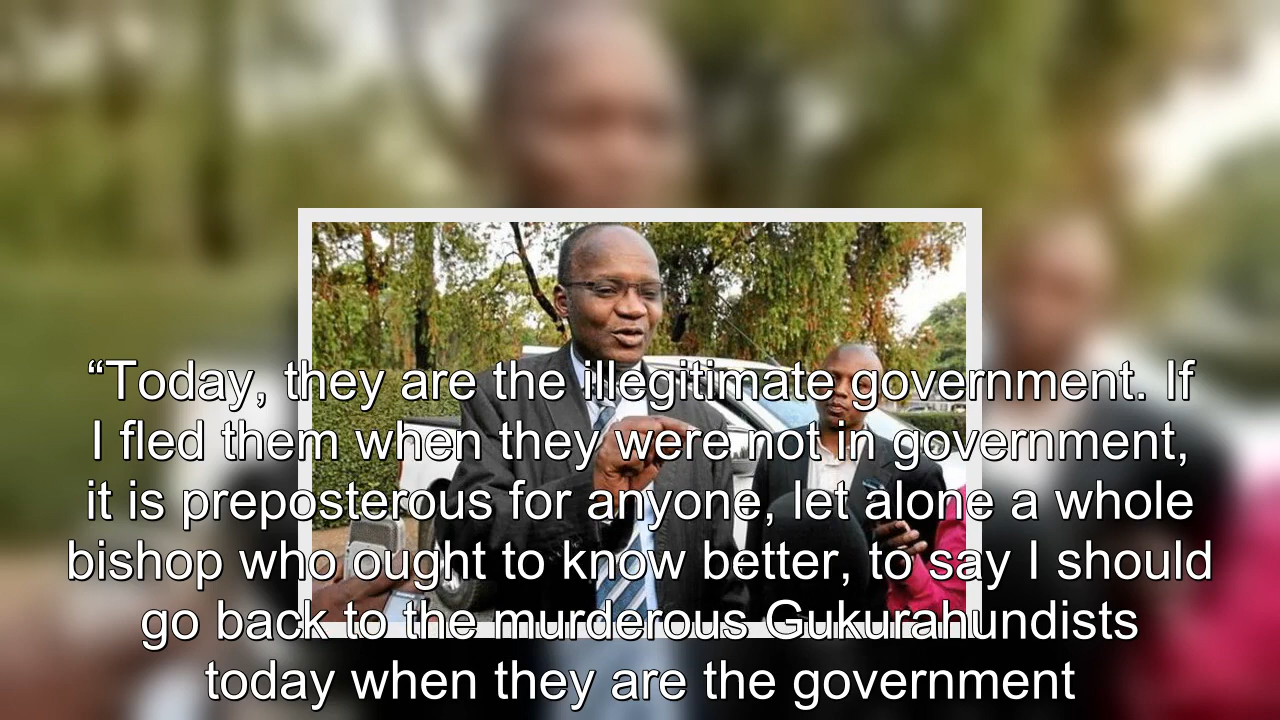 “Today, they are the illegitimate government. If
I fled them when they were not in government,
it is preposterous for anyone, let alone a whole
bishop who ought to know better, to say I should
go back to the murderous Gukurahundists
today when they are the government